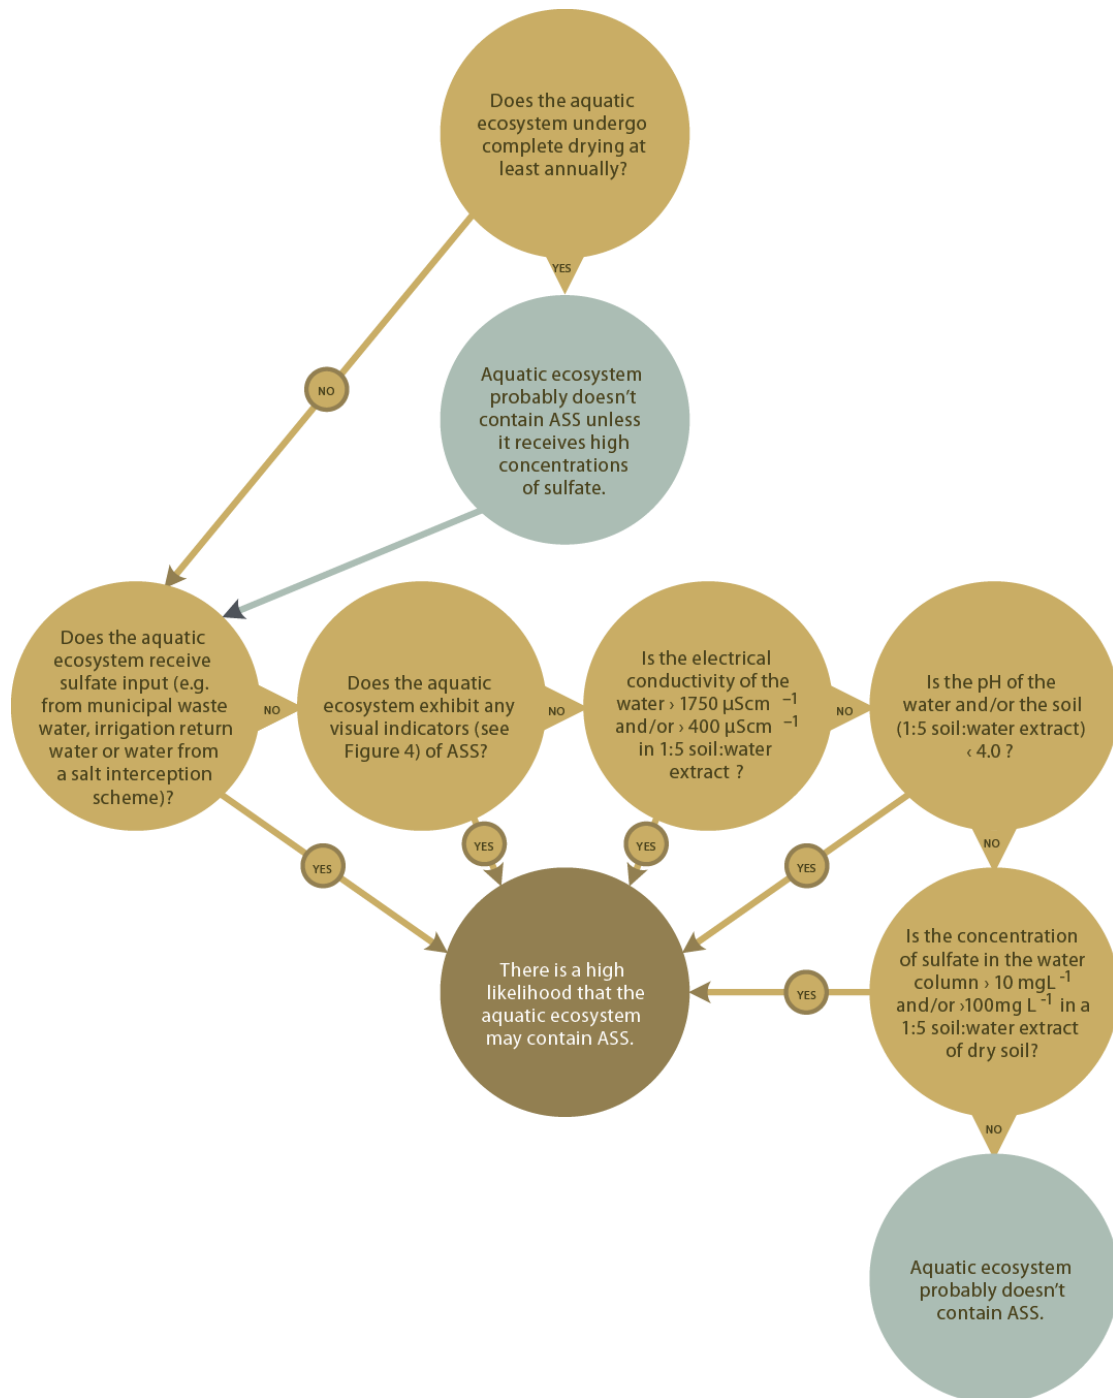 Does the aquatic
ecosystem undergo
complete drying at
least annually?
YES
NO
Aquatic ecosystem
probably doesn’t
contain ASS unless
it receives high
concentrations
of sulfate.
Does the aquatic
ecosystem receive
sulfate input (e.g.
from municipal waste
water, irrigation return
water or water from
a salt interception
scheme)?
NO
Does the aquatic
ecosystem exhibit any
visual indicators (see
Figure 4) of ASS?
NO
Is the electrical
conductivity of the
water › 1750 µScm ⁻¹
and/or › 400 µScm ⁻¹
in 1:5 soil:water
extract ?
NO
Is the pH of the
water and/or the soil
(1:5 soil:water extract)
‹ 4.0 ?
YES
YES
YES
YES
NO
There is a high
likelihood that the
aquatic ecosystem
may contain ASS.
YES
Is the concentration
of sulfate in the water
column › 10 mgL ⁻¹
and/or ›100mg L ⁻¹ in a
1:5 soil:water extract
of dry soil?
NO
Aquatic ecosystem
probably doesn’t
contain ASS.